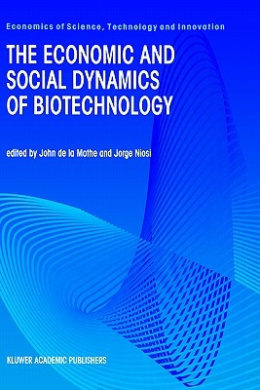 Economics of Science, Technology and Innovation
THE ECONOMIC AND
SOCIAL DYNAMICS
OF BIOTECHNOLOGY
edited by John de la Mothe and Jorge Niosi
KLUWER ACADEMIC PUBLISHERS